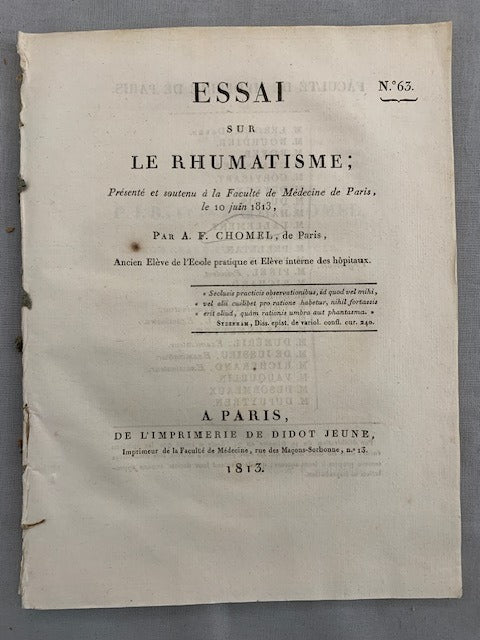 ESSAI
N.º 63.
SUR
LE RHUMATISME;
Présenté et soutenu à la Faculté de Médecine de Paris,
le 10 juin 1813,
PAR A. F. CHOMEL, de Paris,
Ancien Elève de l'Ecole pratique et Elève interne des hôpitaux.
« Seclusis practicis observationibus, id quod vel mihi,
« vel alii cuilibet pro ratione habetur, nihil fortassis
« erit aliud, quàm rationis umbra aut phantasma. »
SYDENHAM, Diss. epist. de variol. confl. cur. 240.
A PARIS,
DE L'IMPRIMERIE DE DIDOT JEUNE,
Imprimeur de la Faculté de Médecine, rue des Maçons-Sorbonne, n.º 13.
1813.